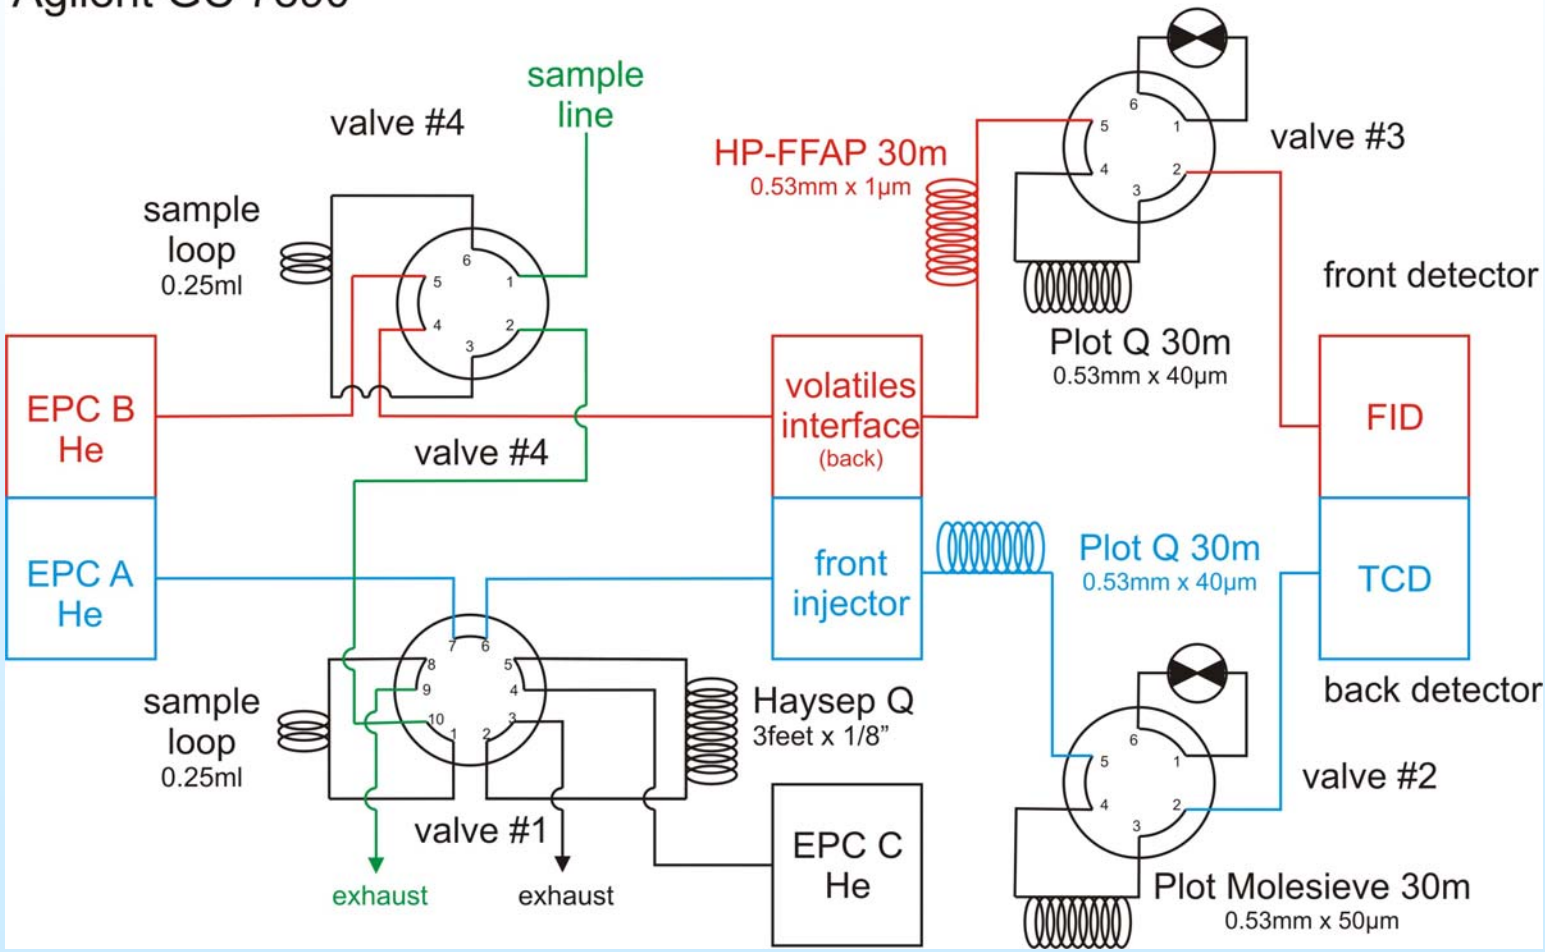 sample
line
valve #4
sample
loop
0.25ml
6
5
1
4
2
3
HP-FFAP 30m
0.53mm x 1µm
6
5
1
4
2
3
valve #3
Plot Q 30m
0.53mm x 40µm
front detector
EPC B
He
volatiles
interface
(back)
FID
valve #4
EPC A
He
front
injector
Plot Q 30m
0.53mm x 40µm
TCD
back detector
7
6
8
5
9
4
10
3
1
2
sample
loop
0.25ml
Haysep Q
3feet x 1/8”
valve #1
exhaust
exhaust
EPC C
He
6
5
1
4
2
3
valve #2
Plot Molesieve 30m
0.53mm x 50µm